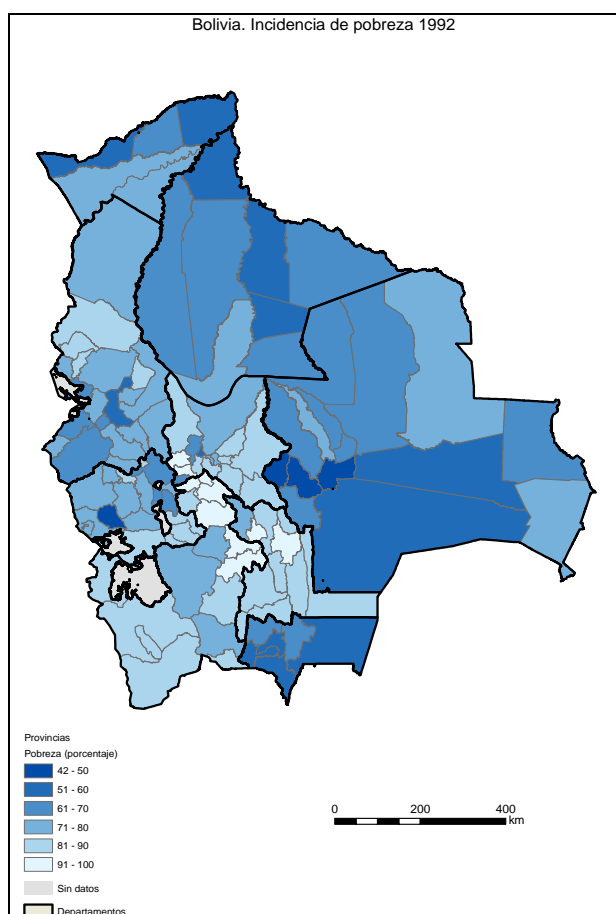 Bolivia. Incidencia de pobreza 1992
Provincias
Pobreza (porcentaje)
42 - 50
51 - 60
61 - 70
71 - 80
81 - 90
91 - 100
Sin datos
Departamentos
0 200 400
km